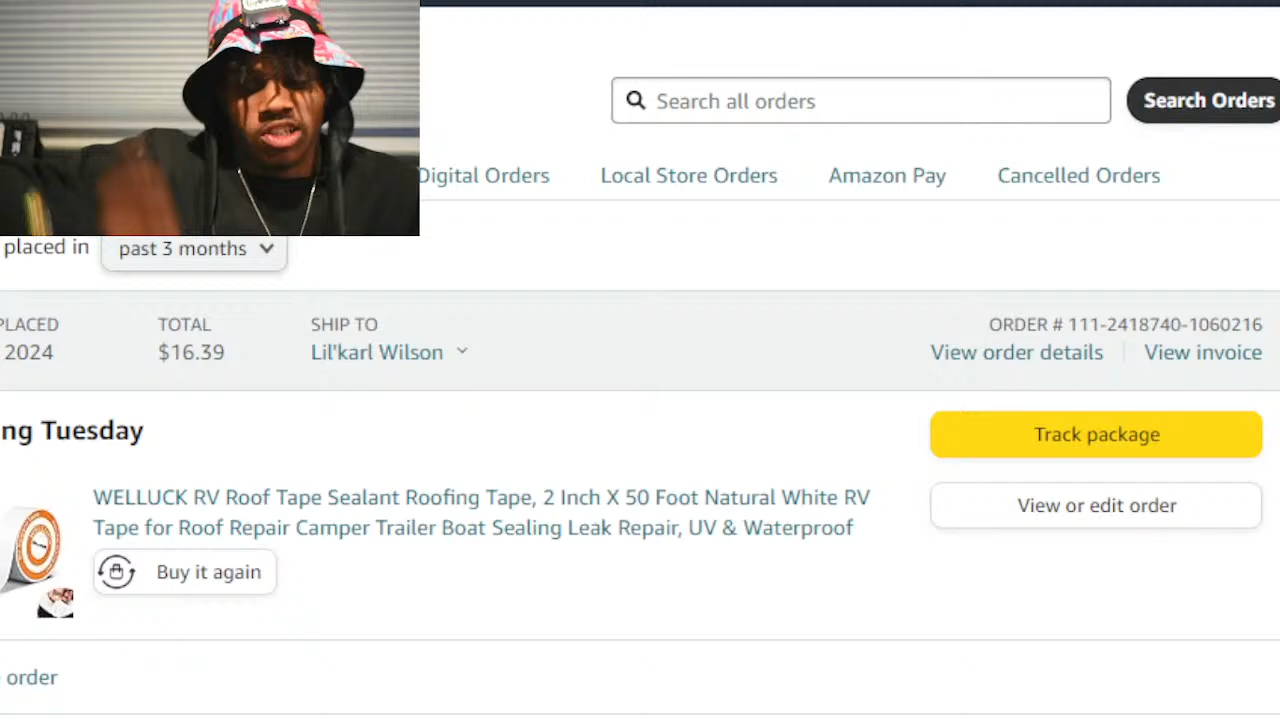 Search all orders
Search Orders
Digital Orders
Local Store Orders
Amazon Pay
Cancelled Orders
placed in
past 3 months
PLACED
TOTAL
SHIP TO
ORDER # 111-2418740-1060216
2024
$16.39
Lil'karl Wilson
View order details
View invoice
ng Tuesday
Track package
WELLUCK RV Roof Tape Sealant Roofing Tape, 2 Inch X 50 Foot Natural White RV
Tape for Roof Repair Camper Trailer Boat Sealing Leak Repair, UV & Waterproof
View or edit order
Buy it again
order